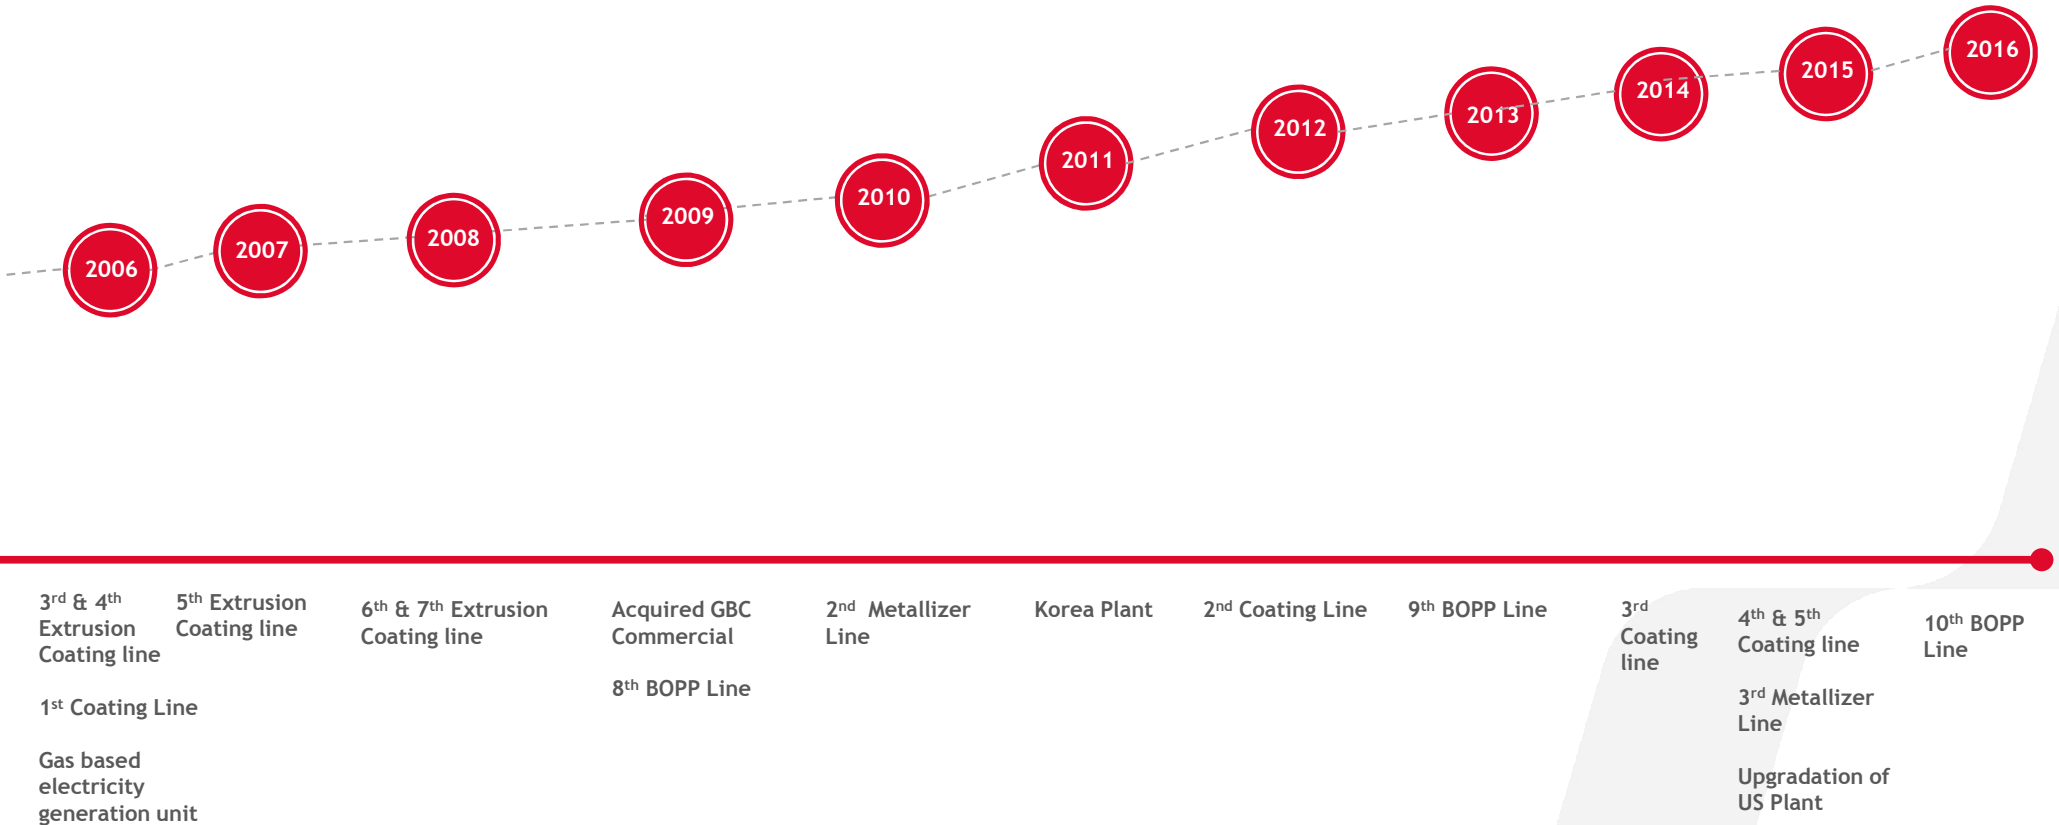 2006
2007
2008
2009
2010
2011
2012
2013
2014
2015
2016
3rd & 4th
Extrusion
Coating line
1st Coating Line
Gas based
electricity
generation unit
5th Extrusion
Coating line
6th & 7th Extrusion
Coating line
Acquired GBC
Commercial
8th BOPP Line
2nd Metallizer
Line
Korea Plant
2nd Coating Line
9th BOPP Line
3rd
Coating
line
4th & 5th
Coating line
3rd Metallizer
Line
Upgradation of
US Plant
10th BOPP
Line